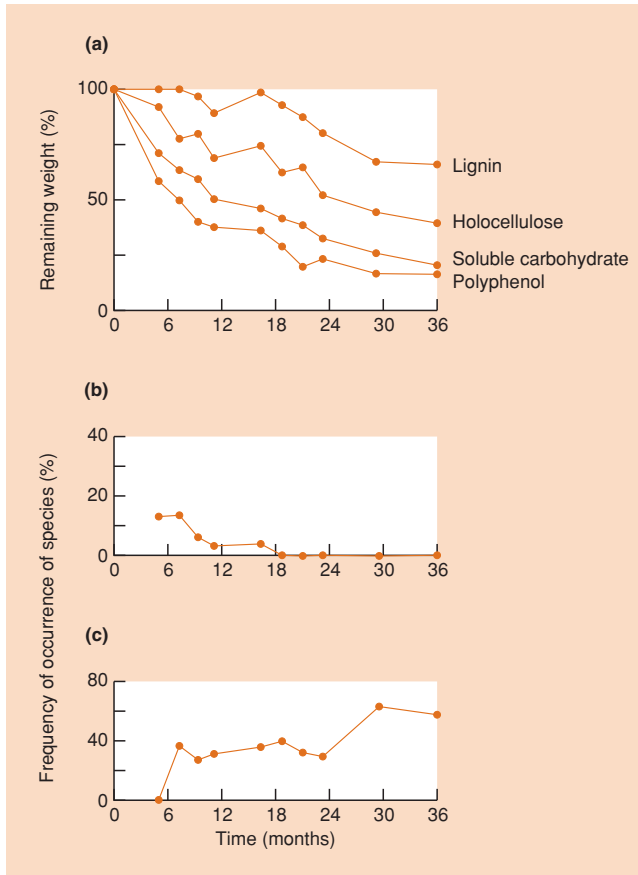 (a)
100
50
0
Remaining weight (%)
Lignin
Holocellulose
Soluble carbohydrate
Polyphenol
0 6 12 18 24 30 36
(b)
40
20
0
0 6 12 18 24 30 36
Frequency of occurrence of species (%)
(c)
80
40
0
0 6 12 18 24 30 36
Time (months)